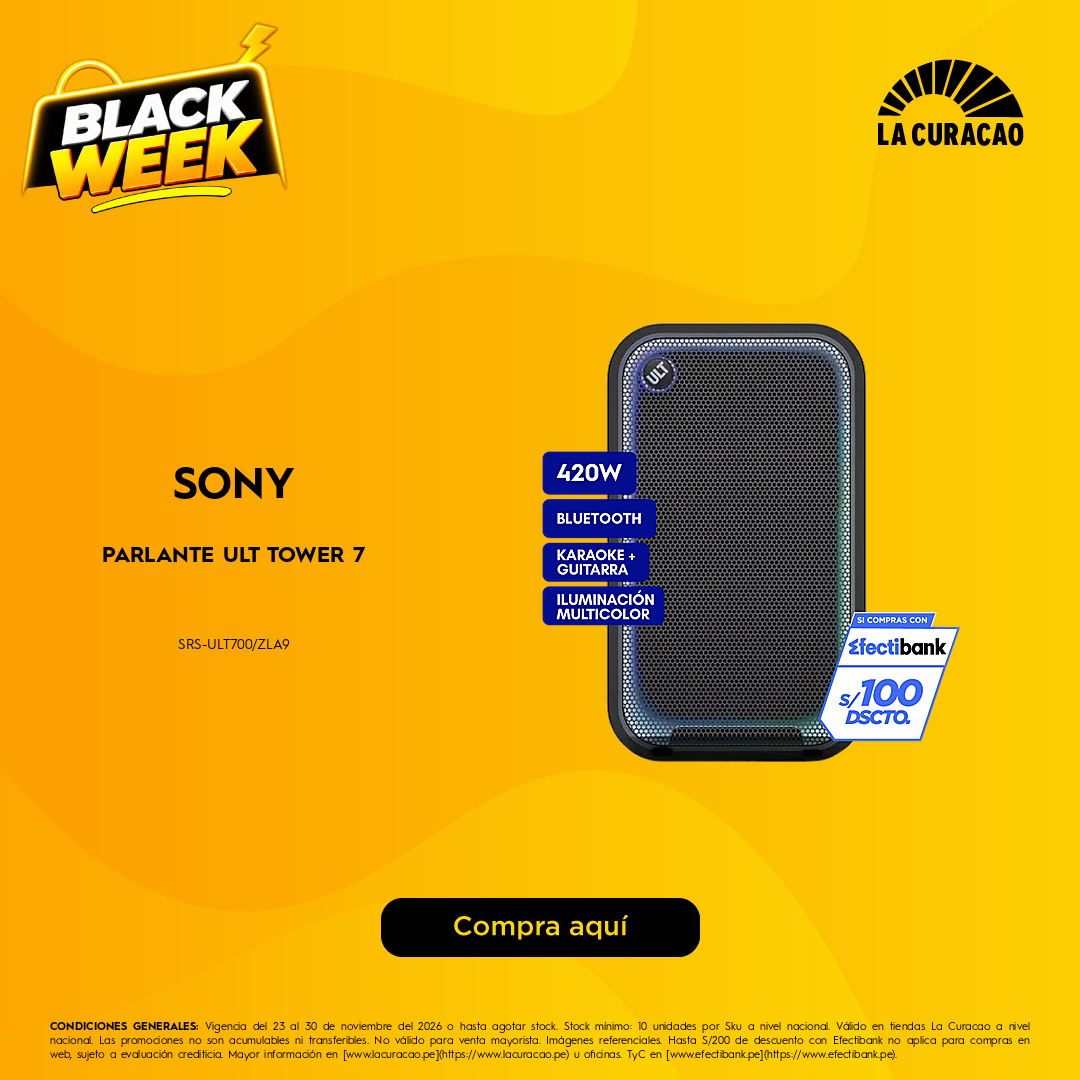 BLACK
WEEK
LA CURACAO
ULT
SONY
420W
BLUETOOTH
PARLANTE ULT TOWER 7
KARAOKE +
GUITARRA
ILUMINACIÓN
MULTICOLOR
SRS-ULT700/ZLA9
SI COMPRAS CON
Efectibank
S/100
DSCTO.
Compra aquí
CONDICIONES GENERALES: Vigencia del 23 al 30 de noviembre del 2026 o hasta agotar stock. Stock mínimo: 10 unidades por Sku a nivel nacional. Válido en tiendas La Curacao a nivel
nacional. Las promociones no son acumulables ni transferibles. No válido para venta mayorista. Imágenes referenciales. Hasta S/200 de descuento con Efectibank no aplica para compras en
web, sujeto a evaluación crediticia. Mayor información en [www.lacuracao.pe](https://www.lacuracao.pe) u oficinas. TyC en [www.efectibank.pe](https://www.efectibank.pe).